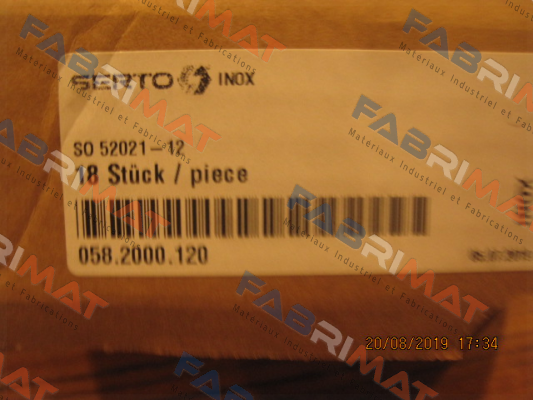 SERTO INOX
SO 52021-12
18 Stück / piece
058.2000.120
20/08/2019 17:34
FABRIMAT
Materiaux Industriel et Fabrications